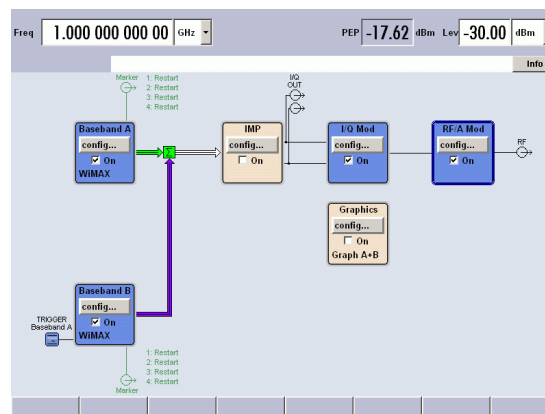 Freq 1.000 000 000 00 GHz PEP -17.62 dBm Lev -30.00 dBm
Info
Marker 1: Restart
2: Restart
3: Restart
4: Restart
I/Q
OUT
Baseband A
config...
On
WiMAX
IMP
config...
On
I/Q Mod
config...
On
RF/A Mod
config...
On
RF
Graphics
config...
On
Graph A+B
Baseband B
config...
On
WiMAX
TRIGGER
Baseband A
1: Restart
2: Restart
3: Restart
4: Restart
Marker